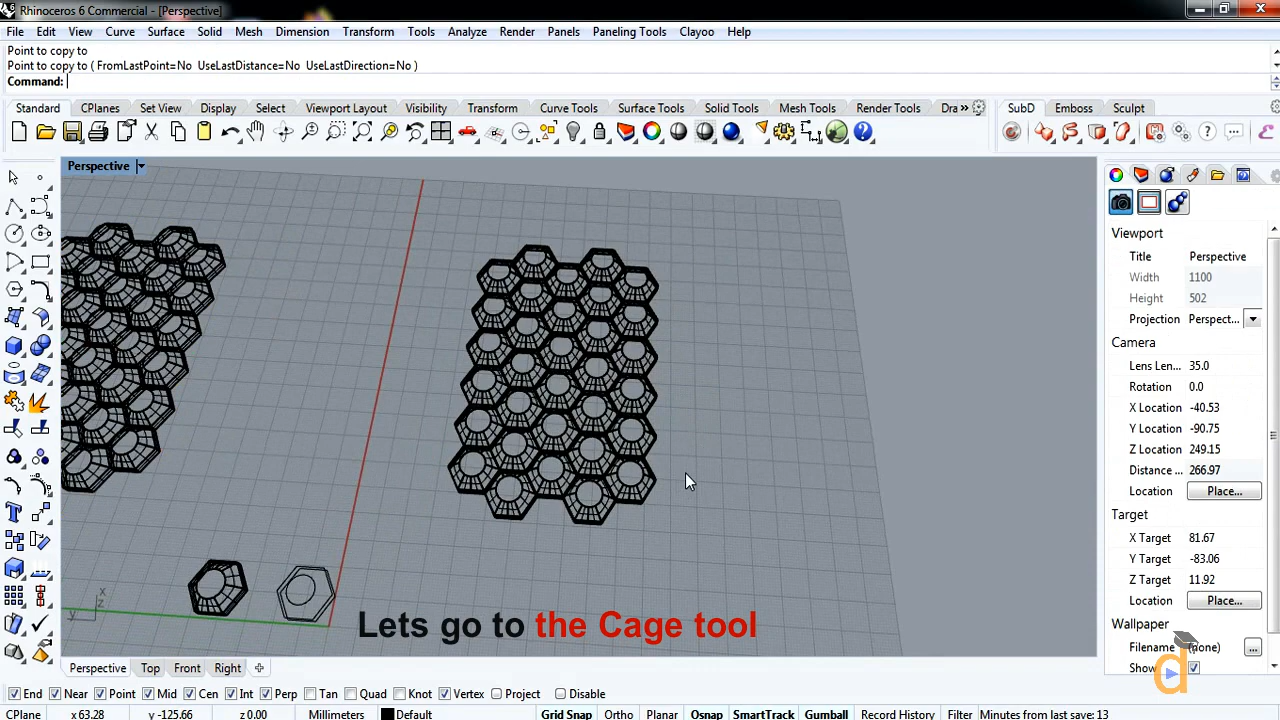 Rhinoceros 6 Commercial - [Perspective]
File Edit View Curve Surface Solid Mesh Dimension Transform Tools Analyze Render Panels Paneling Tools Clayoo Help
Point to copy to
Point to copy to ( FromLastPoint=No UseLastDistance=No UseLastDirection=No )
Command:
Standard CPlanes Set View Display Select Viewport Layout Visibility Transform Curve Tools Surface Tools Solid Tools Mesh Tools Render Tools Dra »
SubD Emboss Sculpt
Perspective
Viewport
Title Perspective
Width 1100
Height 502
Projection Perspect...
Camera
Lens Len... 35.0
Rotation 0.0
X Location -40.53
Y Location -90.75
Z Location 249.15
Distance ... 266.97
Location Place...
Target
X Target 81.67
Y Target -83.06
Z Target 11.92
Location Place...
Wallpaper
Filename (none) ...
Show
x
z
y
Lets go to the Cage tool
Perspective Top Front Right
End Near Point Mid Cen Int Perp Tan Quad Knot Vertex Project Disable
CPlane x 63.28 y -125.66 z 0.00 Millimeters Default Grid Snap Ortho Planar Osnap SmartTrack Gumball Record History Filter Minutes from last save: 13